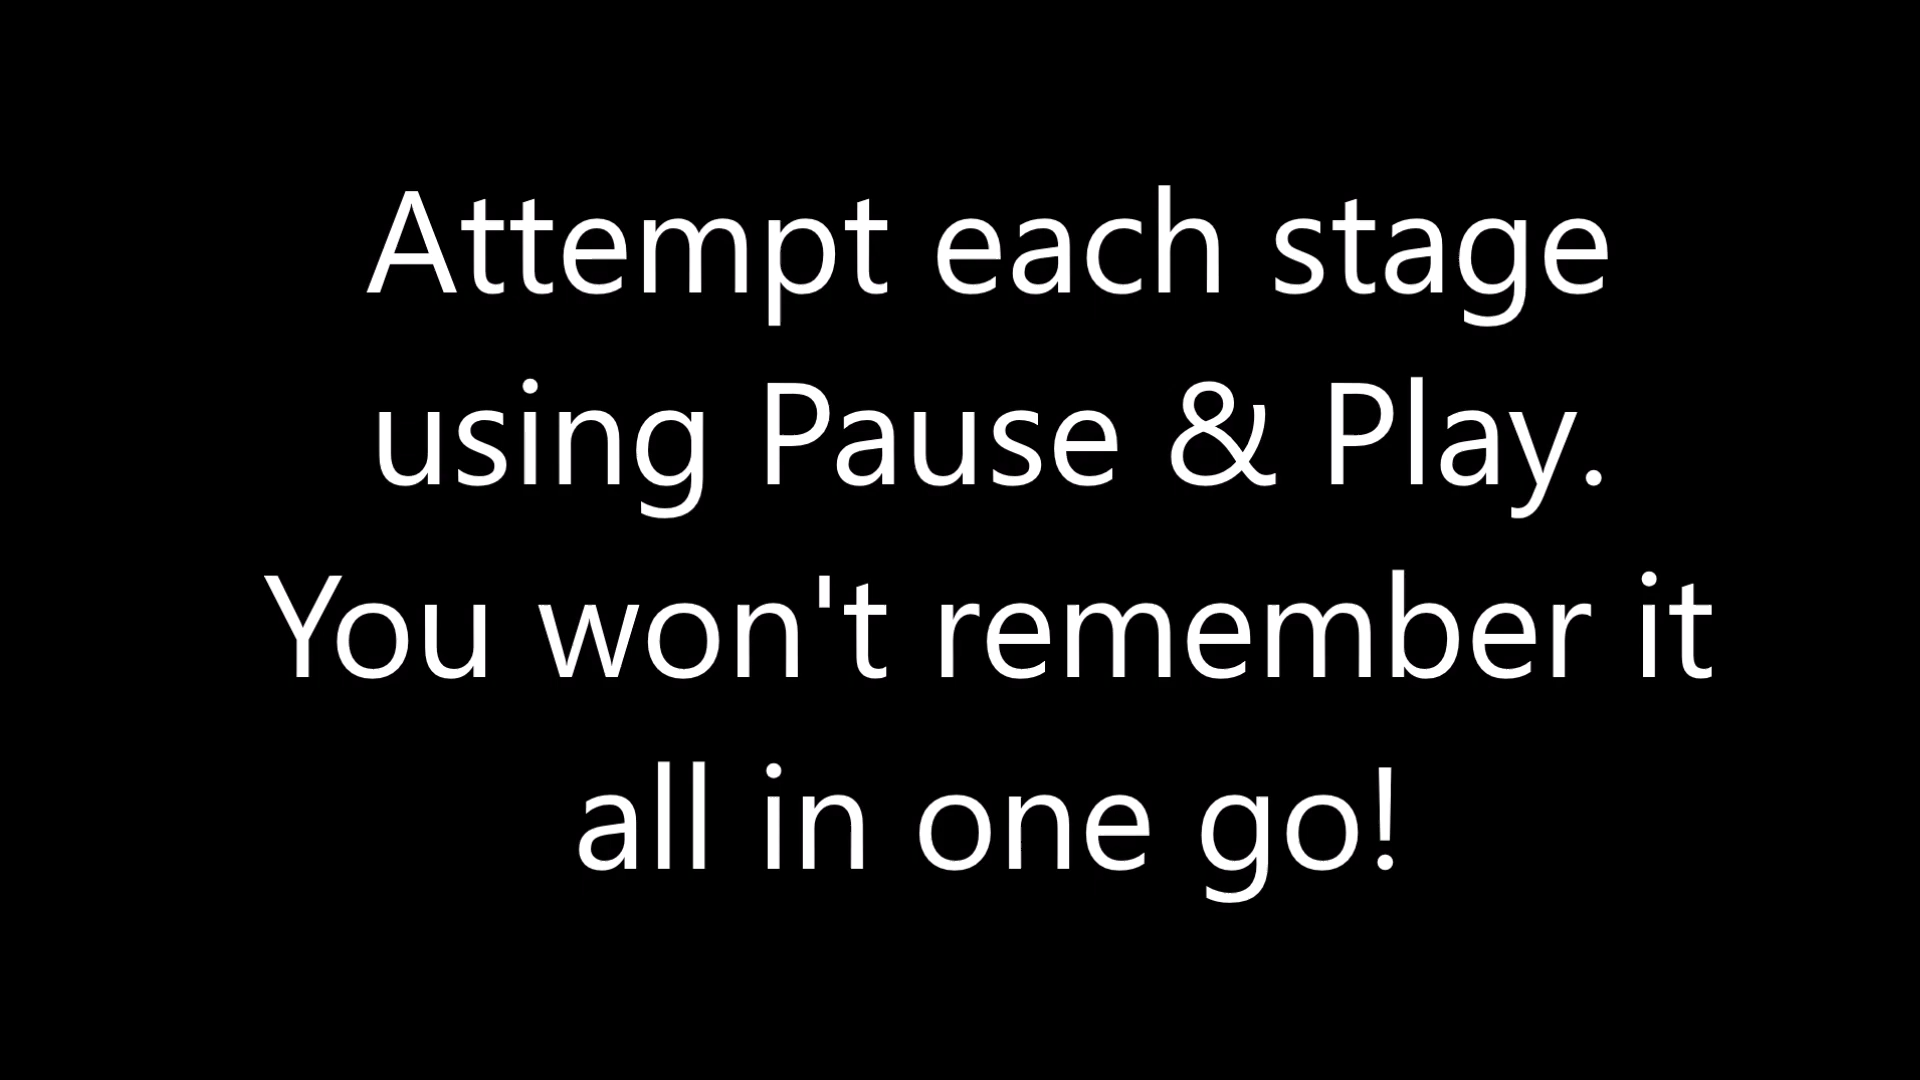 Attempt each stage
using Pause & Play.
You won't remember it
all in one go!